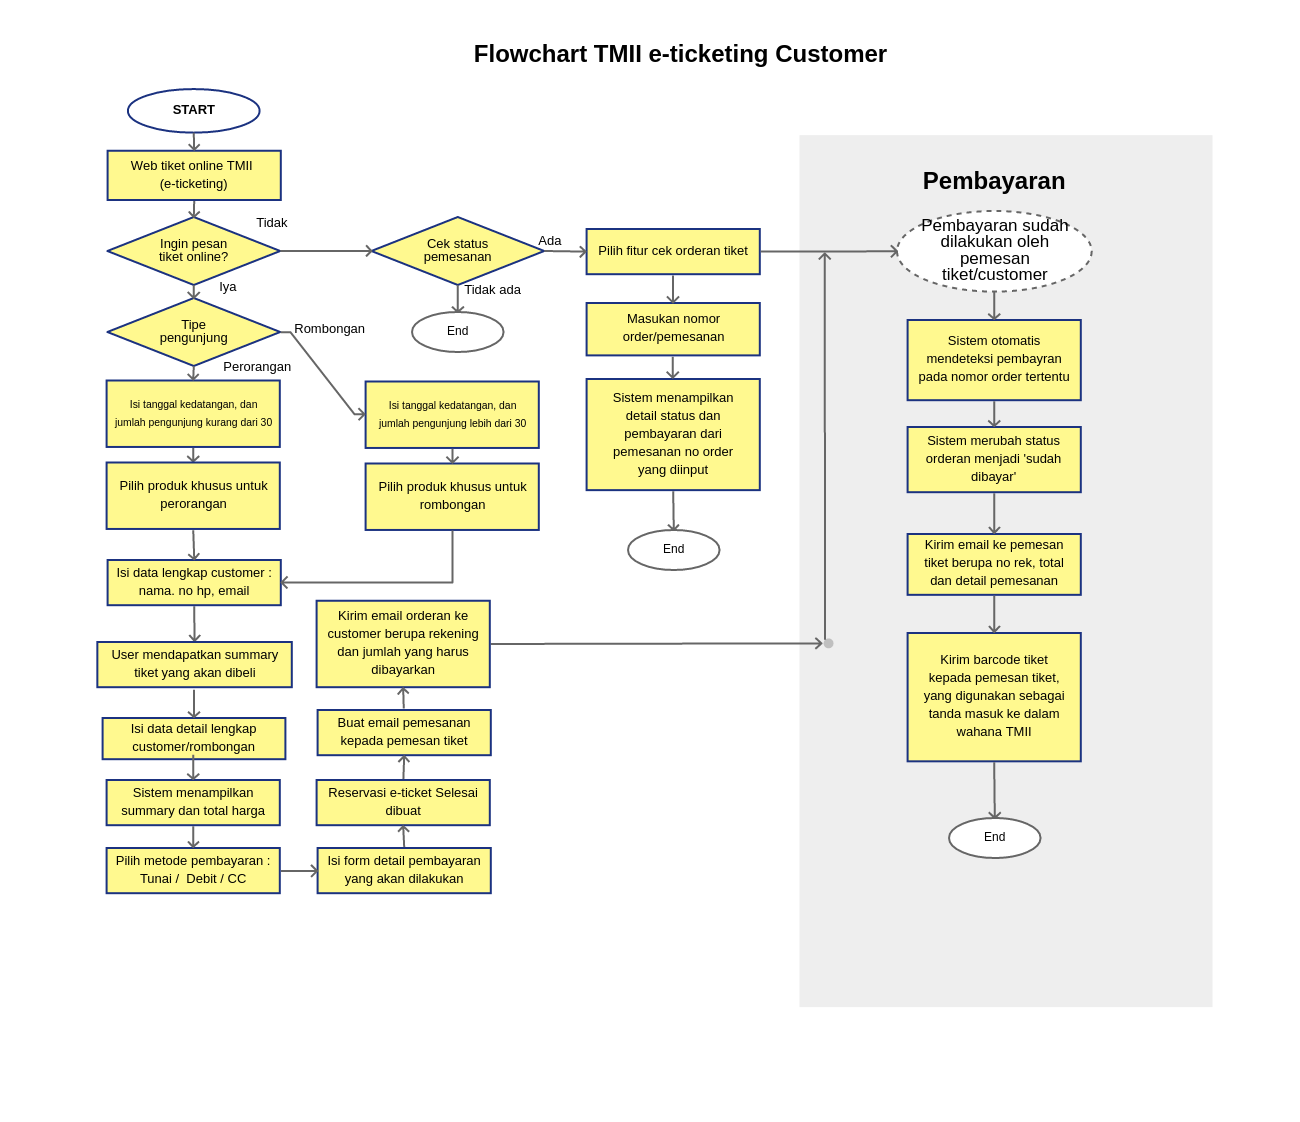 Flowchart TMII e-ticketing Customer
START
Web tiket online TMII
(e-ticketing)
Tidak
Ingin pesan
tiket online?
Iya
Tipe
pengunjung
Rombongan
Perorangan
Isi tanggal kedatangan, dan
jumlah pengunjung kurang dari 30
Isi tanggal kedatangan, dan
jumlah pengunjung lebih dari 30
Pilih produk khusus untuk
perorangan
Pilih produk khusus untuk
rombongan
Isi data lengkap customer :
nama. no hp, email
User mendapatkan summary
tiket yang akan dibeli
Isi data detail lengkap
customer/rombongan
Sistem menampilkan
summary dan total harga
Pilih metode pembayaran :
Tunai /  Debit / CC
Isi form detail pembayaran
yang akan dilakukan
Reservasi e-ticket Selesai
dibuat
Buat email pemesanan
kepada pemesan tiket
Kirim email orderan ke
customer berupa rekening
dan jumlah yang harus
dibayarkan
Cek status
pemesanan
Ada
Tidak ada
End
Pilih fitur cek orderan tiket
Masukan nomor
order/pemesanan
Sistem menampilkan
detail status dan
pembayaran dari
pemesanan no order
yang diinput
End
Pembayaran
Pembayaran sudah
dilakukan oleh
pemesan
tiket/customer
Sistem otomatis
mendeteksi pembayran
pada nomor order tertentu
Sistem merubah status
orderan menjadi 'sudah
dibayar'
Kirim email ke pemesan
tiket berupa no rek, total
dan detail pemesanan
Kirim barcode tiket
kepada pemesan tiket,
yang digunakan sebagai
tanda masuk ke dalam
wahana TMII
End